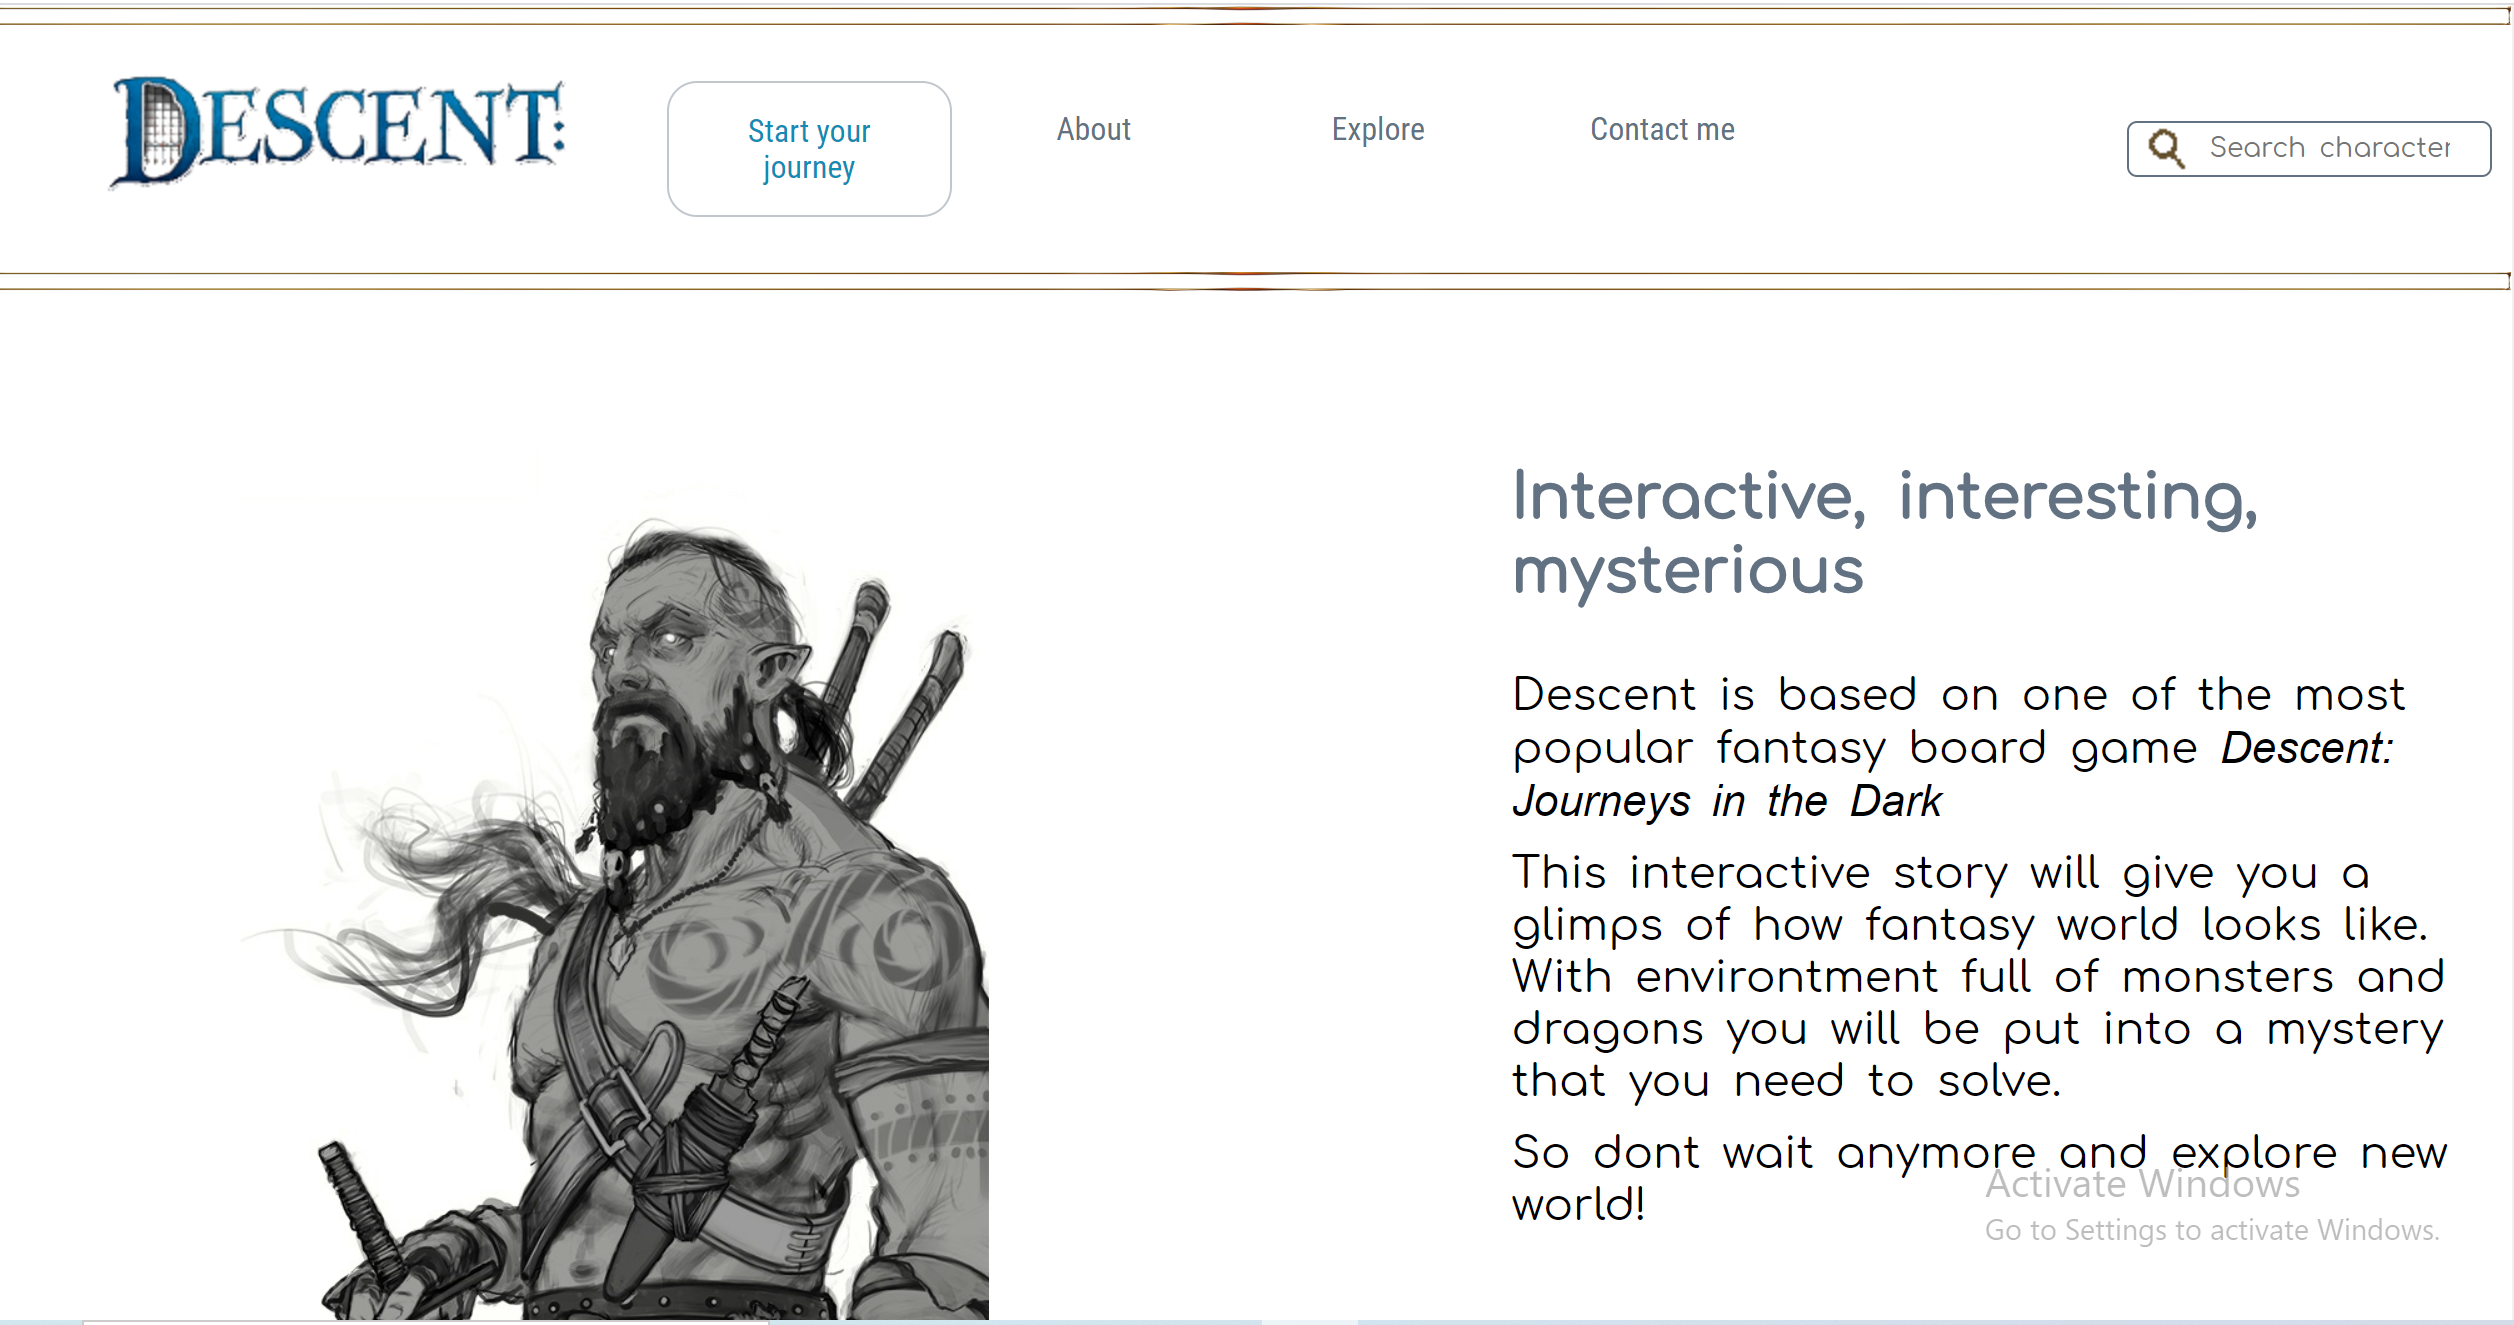 DESCENT:
Start your
journey
About
Explore
Contact me
Search character
Interactive, interesting,
mysterious
Descent is based on one of the most
popular fantasy board game Descent:
Journeys in the Dark
This interactive story will give you a
glimps of how fantasy world looks like.
With environtment full of monsters and
dragons you will be put into a mystery
that you need to solve.
So dont wait anymore and explore new
world!
Activate Windows
Go to Settings to activate Windows.